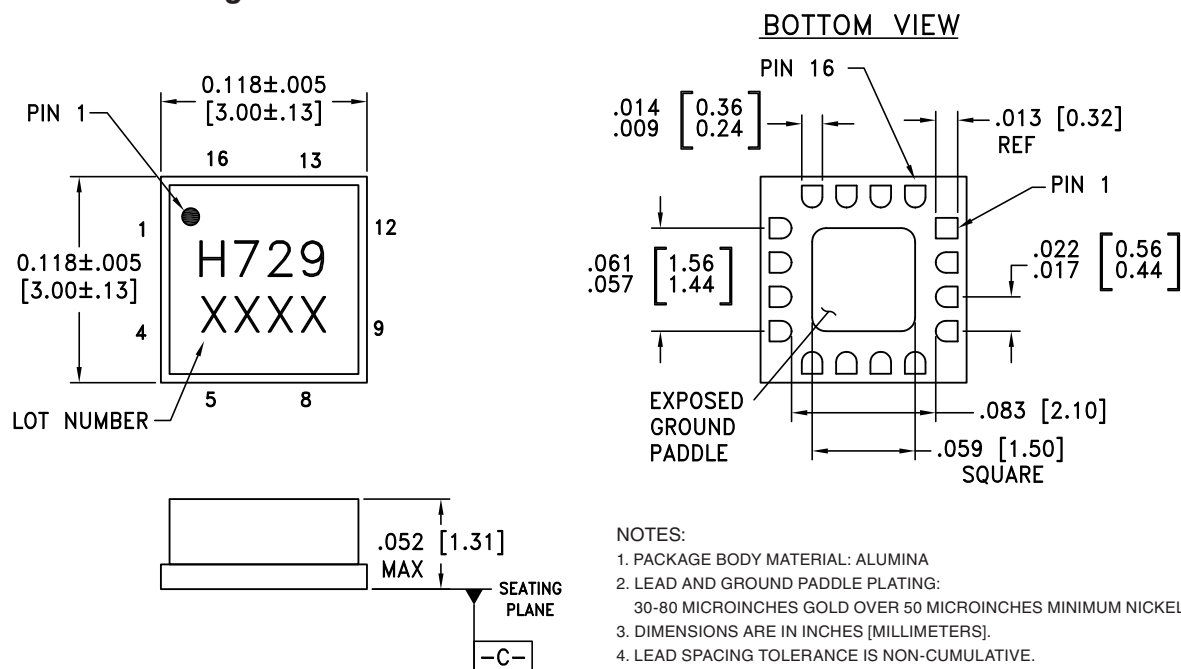 BOTTOM VIEW
0.118±.005
[3.00±.13]
PIN 1
16 13
1
12
0.118±.005
[3.00±.13]
H729
XXXX
4
9
5 8
LOT NUMBER
PIN 16
.014 [0.36]
.009 [0.24]
.013 [0.32]
REF
PIN 1
.061 [1.56]
.057 [1.44]
.022 [0.56]
.017 [0.44]
EXPOSED
GROUND
PADDLE
.083 [2.10]
.059 [1.50]
SQUARE
.052 [1.31]
MAX
SEATING
PLANE
-C-
NOTES:
1. PACKAGE BODY MATERIAL: ALUMINA
2. LEAD AND GROUND PADDLE PLATING:
30-80 MICROINCHES GOLD OVER 50 MICROINCHES MINIMUM NICKEL
3. DIMENSIONS ARE IN INCHES [MILLIMETERS].
4. LEAD SPACING TOLERANCE IS NON-CUMULATIVE.